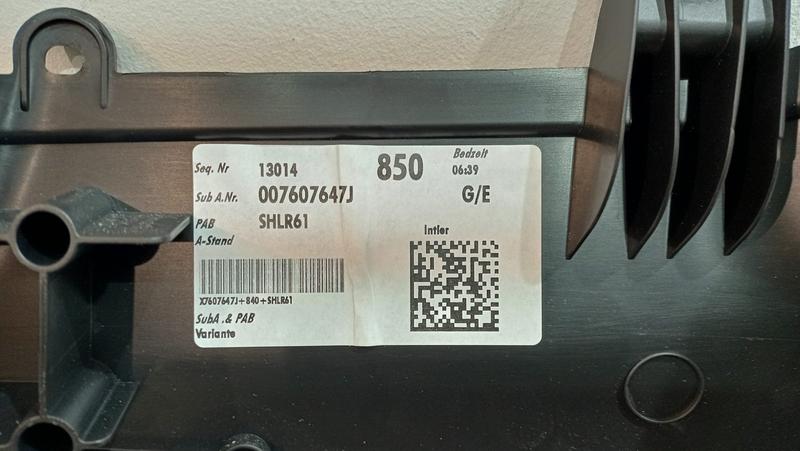 Seq. Nr 13014 850 Bedzeit
06:39
Sub A.Nr. 007607647J G/E
PAB SHLR61
A-Stand
Intler
X7607647J+840+SHLR61
SubA .& PAB
Variante